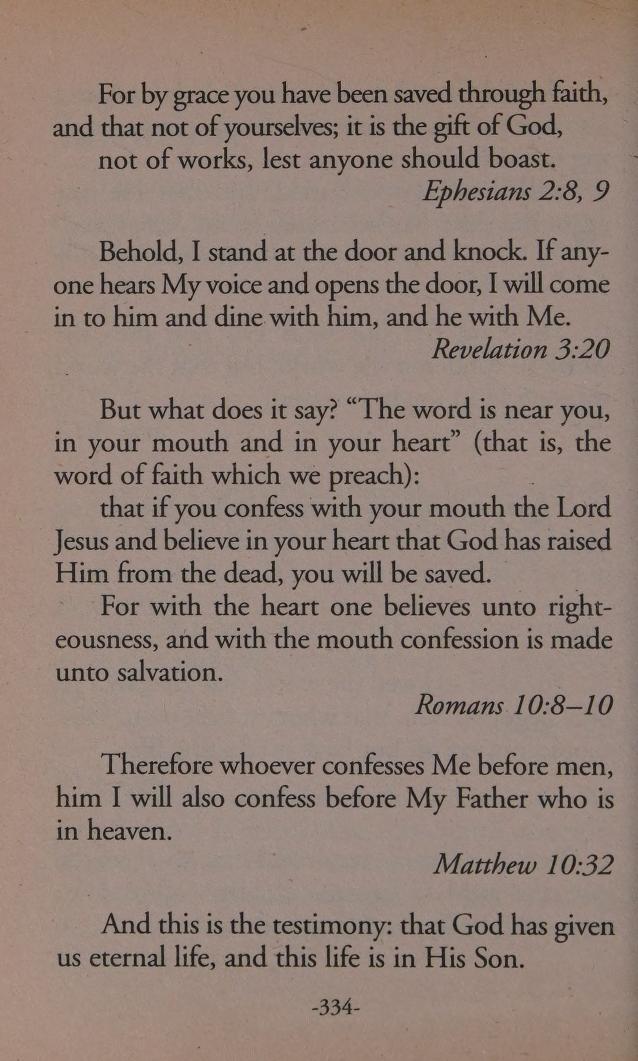 For by grace you have been saved through faith,
and that not of yourselves; it is the gift of God,
not of works, lest anyone should boast.
Ephesians 2:8, 9
Behold, I stand at the door and knock. If any-
one hears My voice and opens the door, I will come
in to him and dine with him, and he with Me.
Revelation 3:20
But what does it say? “The word is near you,
in your mouth and in your heart” (that is, the
word of faith which we preach):
that if you confess with your mouth the Lord
Jesus and believe in your heart that God has raised
Him from the dead, you will be saved.
For with the heart one believes unto right-
eousness, and with the mouth confession is made
unto salvation.
Romans 10:8–10
Therefore whoever confesses Me before men,
him I will also confess before My Father who is
in heaven.
Matthew 10:32
And this is the testimony: that God has given
us eternal life, and this life is in His Son.
-334-